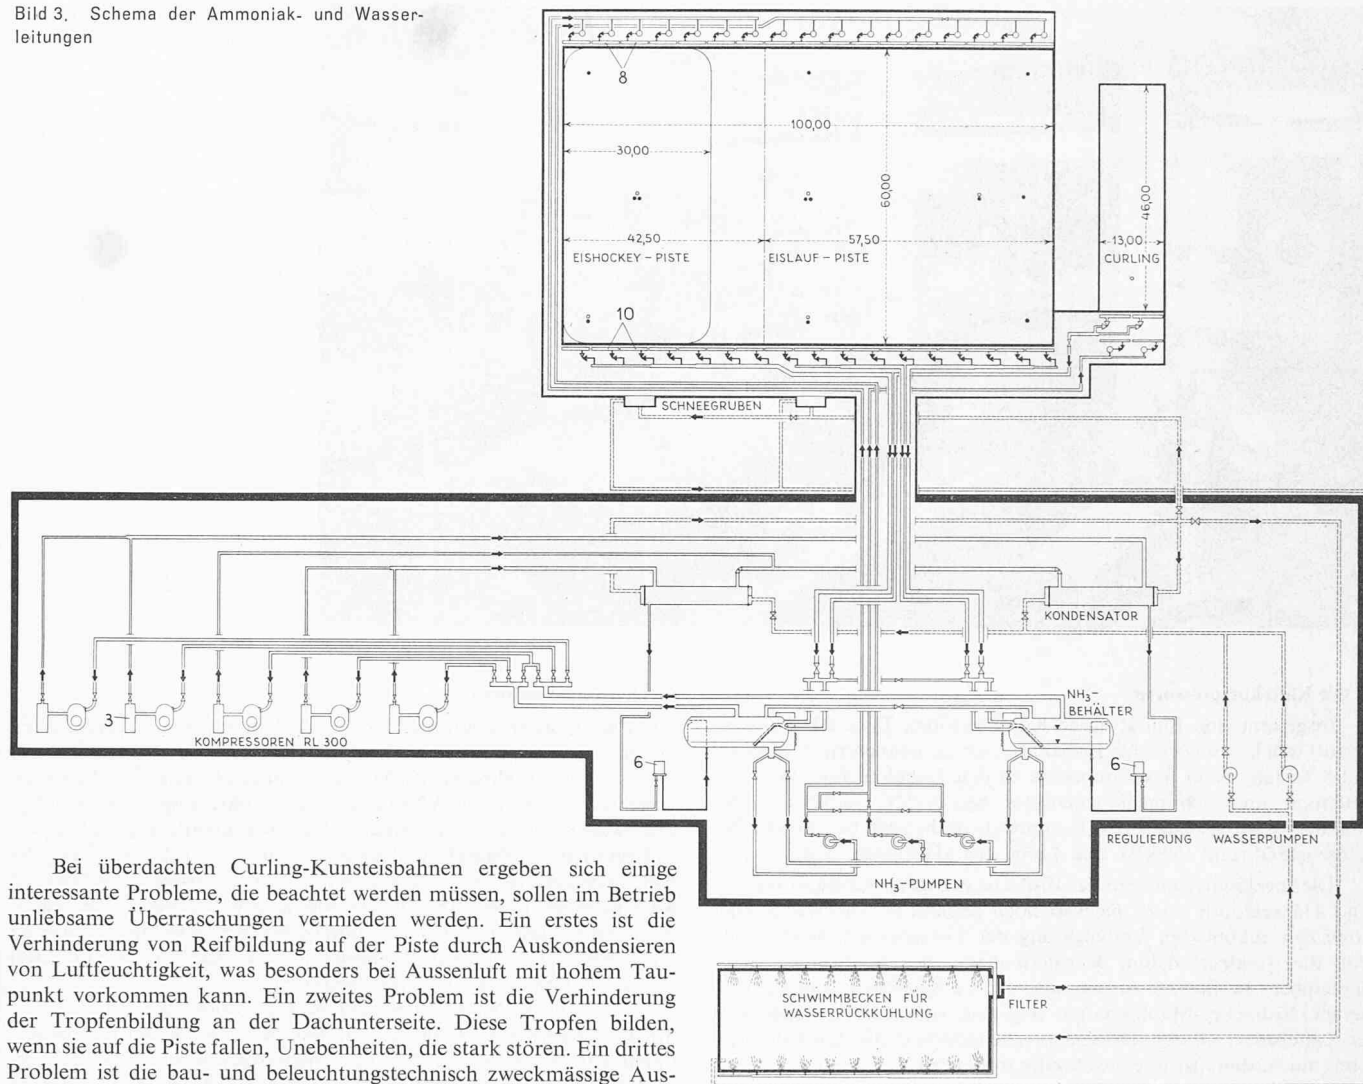 Bild 3. Schema der Ammoniak- und Wasser-
leitungen
8
100,00
30,00
60,00
46,00
42,50
57,50
13,00
EISHOCKEY – PISTE
EISLAUF – PISTE
CURLING
10
SCHNEEGRUBEN
KONDENSATOR
NH₃-
BEHÄLTER
3
KOMPRESSOREN RL 300
6
6
REGULIERUNG
WASSERPUMPEN
NH₃–PUMPEN
SCHWIMMBECKEN FÜR
WASSERRÜCKKÜHLUNG
FILTER
Bei überdachten Curling-Kunsteisbahnen ergeben sich einige
interessante Probleme, die beachtet werden müssen, sollen im Betrieb
unliebsame Überraschungen vermieden werden. Ein erstes ist die
Verhinderung von Reifbildung auf der Piste durch Auskondensieren
von Luftfeuchtigkeit, was besonders bei Aussenluft mit hohem Tau-
punkt vorkommen kann. Ein zweites Problem ist die Verhinderung
der Tropfenbildung an der Dachunterseite. Diese Tropfen bilden,
wenn sie auf die Piste fallen, Unebenheiten, die stark stören. Ein drittes
Problem ist die bau- und beleuchtungstechnisch zweckmässige Aus-